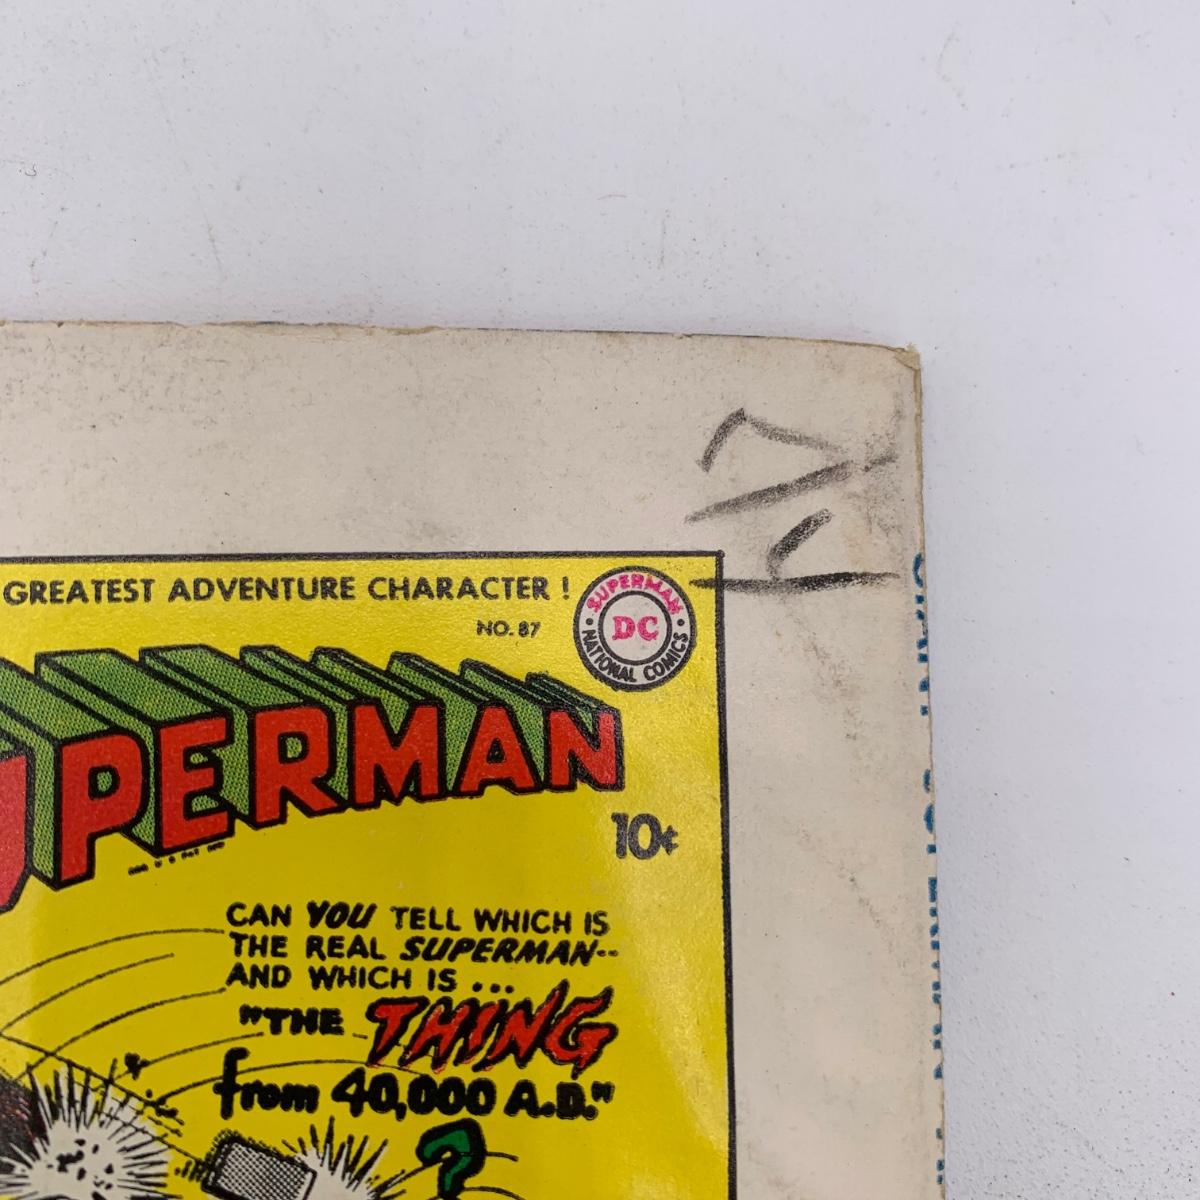 GREATEST ADVENTURE CHARACTER !
NO. 87
SUPERMAN
DC
NATIONAL COMICS
UPERMAN
10¢
CAN YOU TELL WHICH IS
THE REAL SUPERMAN--
AND WHICH IS ...
"THE THING
from 40,000 A.D."
?